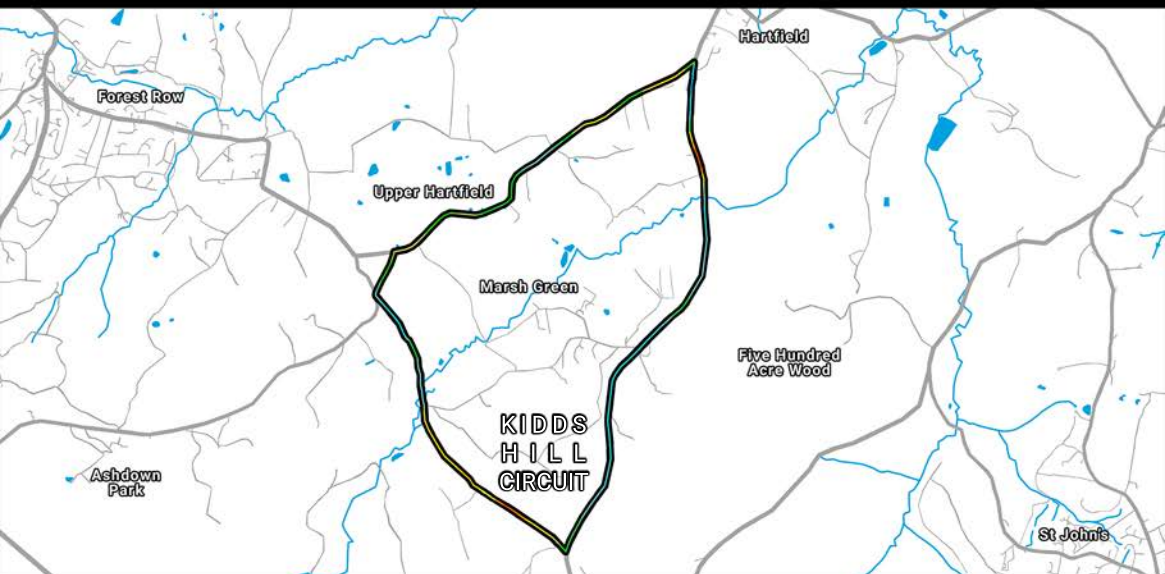 Hartfield
Forest Row
Upper Hartfield
Marsh Green
Five Hundred
Acre Wood
KIDDS
HILL
CIRCUIT
Ashdown
Park
St John's